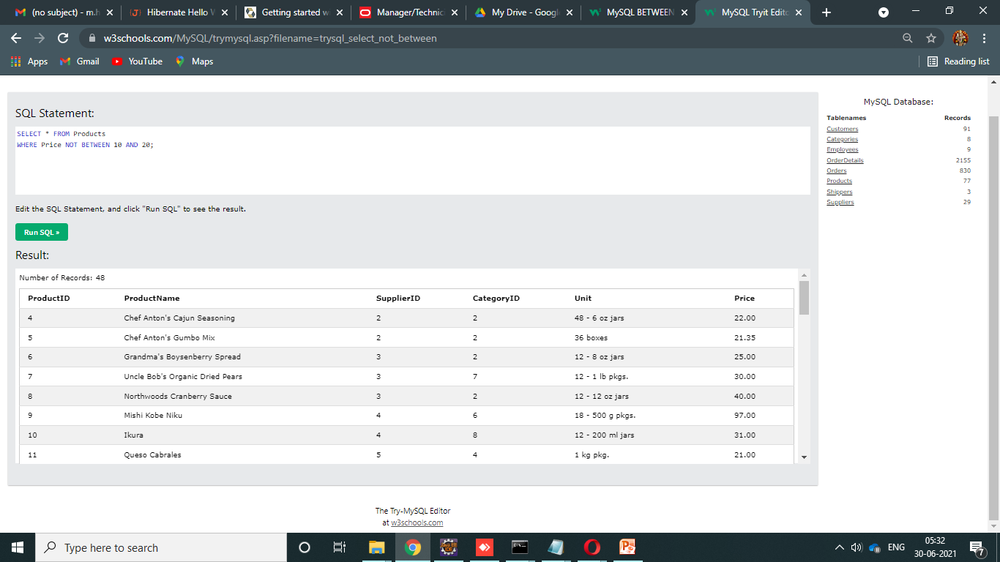 (no subject) - m.h
Hibernate Hello W
Getting started w
Manager/Technic
My Drive - Googl
MySQL BETWEEN
MySQL Tryit Edito
w3schools.com/MySQL/trymysql.asp?filename=trysql_select_not_between
Apps Gmail YouTube Maps Reading list
SQL Statement:
SELECT * FROM Products
WHERE Price NOT BETWEEN 10 AND 20;
Edit the SQL Statement, and click "Run SQL" to see the result.
Run SQL »
Result:
Number of Records: 48
ProductID ProductName SupplierID CategoryID Unit Price
4 Chef Anton's Cajun Seasoning 2 2 48 - 6 oz jars 22.00
5 Chef Anton's Gumbo Mix 2 2 36 boxes 21.35
6 Grandma's Boysenberry Spread 3 2 12 - 8 oz jars 25.00
7 Uncle Bob's Organic Dried Pears 3 7 12 - 1 lb pkgs. 30.00
8 Northwoods Cranberry Sauce 3 2 12 - 12 oz jars 40.00
9 Mishi Kobe Niku 4 6 18 - 500 g pkgs. 97.00
10 Ikura 4 8 12 - 200 ml jars 31.00
11 Queso Cabrales 5 4 1 kg pkg. 21.00
MySQL Database:
Tablenames Records
Customers 91
Categories 8
Employees 9
OrderDetails 2155
Orders 830
Products 77
Shippers 3
Suppliers 29
The Try-MySQL Editor
at w3schools.com
Type here to search
ENG
05:32
30-06-2021
7